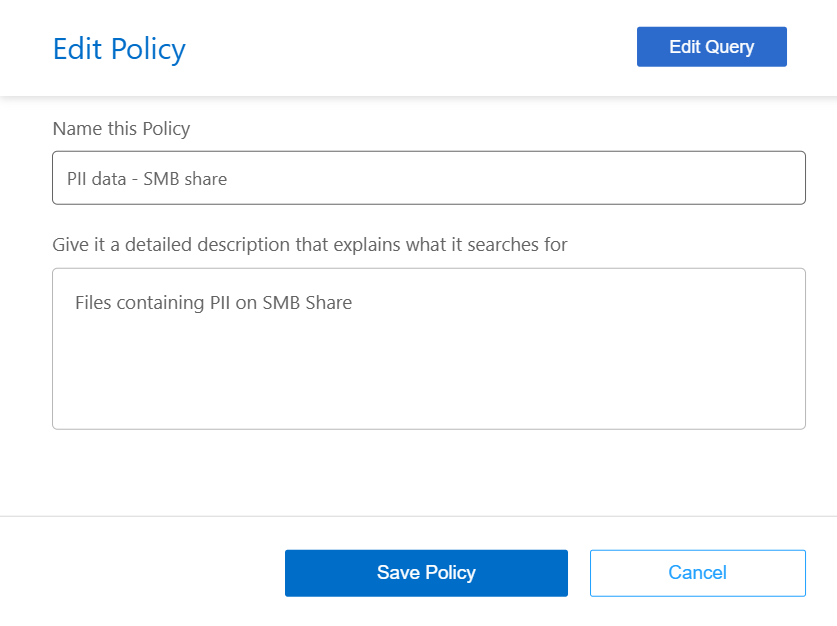 Edit Policy
Edit Query
Name this Policy
PII data - SMB share
Give it a detailed description that explains what it searches for
Files containing PII on SMB Share
Save Policy
Cancel